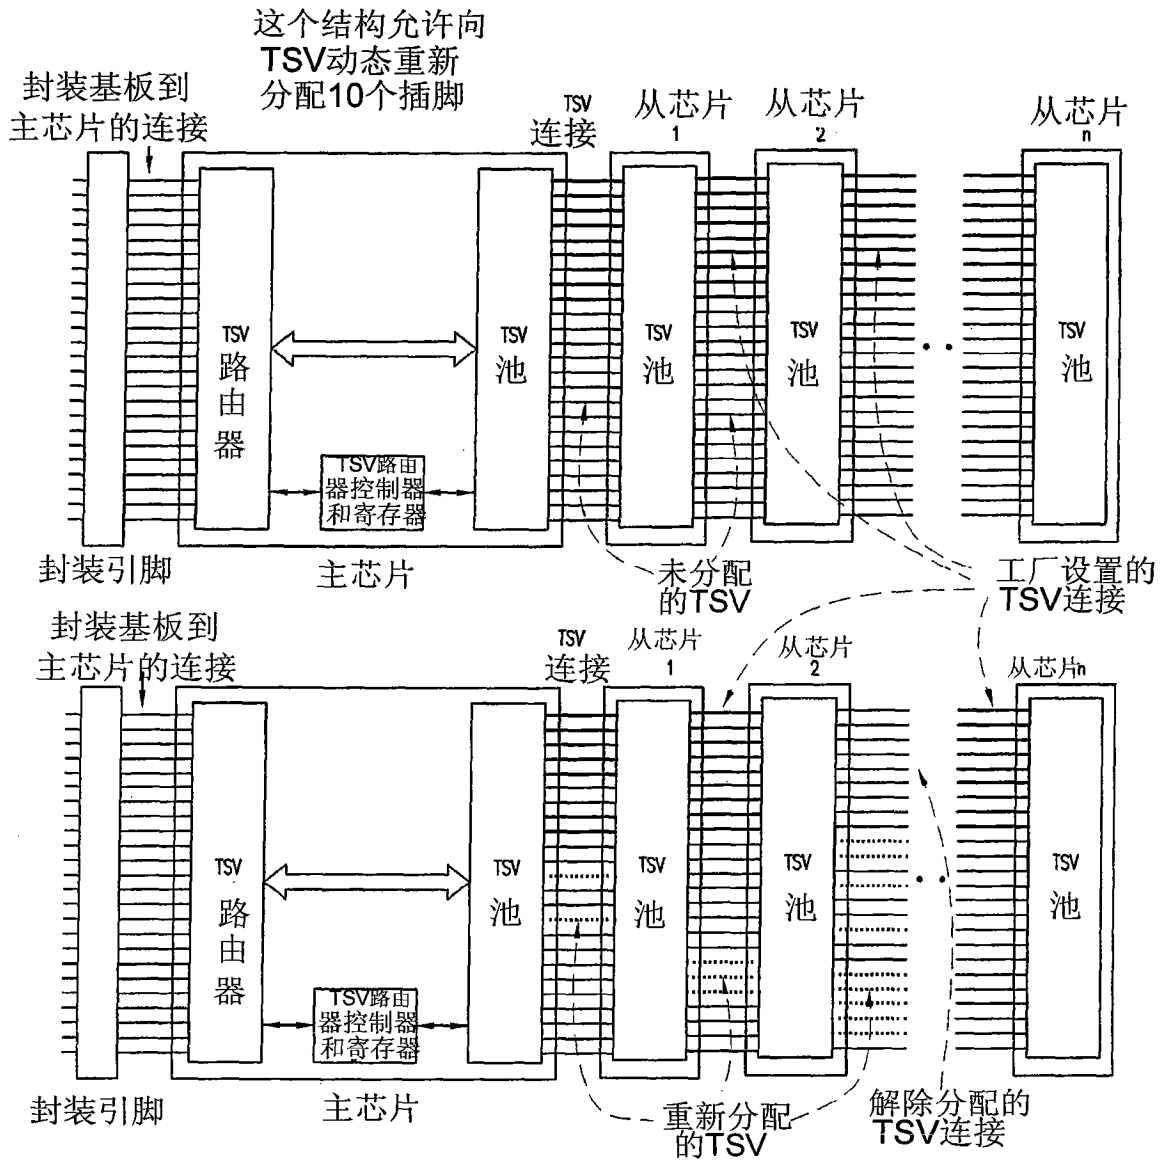 这个结构允许向
TSV动态重新
分配10个插脚
封装基板到
主芯片的连接
TSV
连接
从芯片
1
从芯片
2
从芯片
n
TSV
路由器
TSV
池
TSV
池
TSV
池
TSV
池
TSV路由
器控制器
和寄存器
封装引脚
主芯片
未分配
的TSV
工厂设置的
TSV连接
封装基板到
主芯片的连接
TSV
连接
从芯片
1
从芯片
2
从芯片n
TSV
路由器
TSV
池
TSV
池
TSV
池
TSV
池
TSV路由
器控制器
和寄存器
封装引脚
主芯片
重新分配
的TSV
解除分配的
TSV连接